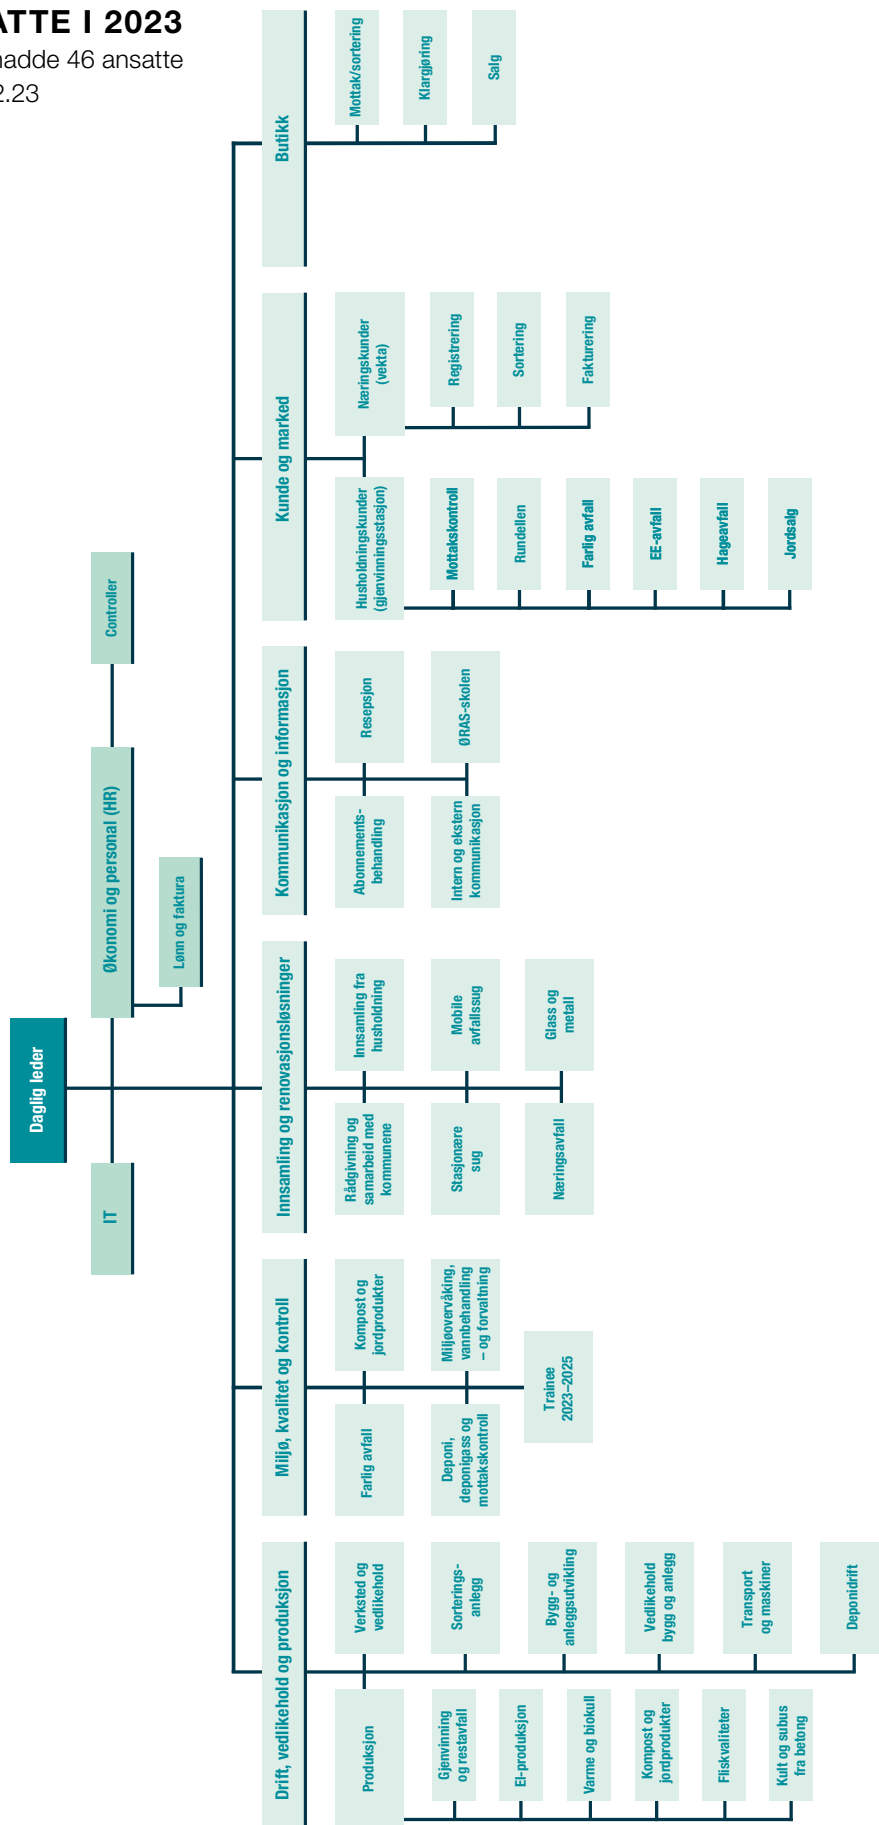 ATTE I 2023
hadde 46 ansatte
2.23
Daglig leder
IT
Økonomi og personal (HR)
Controller
Lønn og faktura
Drift, vedlikehold og produksjon
Produksjon
Gjenvinning
og restavfall
El-produksjon
Varme og biokull
Kompost og
jordprodukter
Fliskvaliteter
Kult og subus
fra betong
Verksted og
vedlikehold
Sorterings-
anlegg
Bygg- og
anleggsutvikling
Vedlikehold
bygg og anlegg
Transport
og maskiner
Deponidrift
Miljø, kvalitet og kontroll
Farlig avfall
Kompost og
jordprodukter
Deponi,
deponigass og
mottakskontroll
Miljøovervåking,
vannbehandling
– og forvaltning
Trainee
2023–2025
Innsamling og renovasjonsløsninger
Rådgivning og
samarbeid med
kommunene
Innsamling fra
husholdning
Stasjonære
sug
Mobile
avfallssug
Næringsavfall
Glass og
metall
Kommunikasjon og informasjon
Abonnements-
behandling
Resepsjon
Intern og ekstern
kommunikasjon
ØRAS-skolen
Kunde og marked
Husholdningskunder
(gjenvinningsstasjon)
Mottakskontroll
Rundellen
Farlig avfall
EE-avfall
Hageavfall
Jordsalg
Næringskunder
(vekta)
Registrering
Sortering
Fakturering
Butikk
Mottak/sortering
Klargjøring
Salg